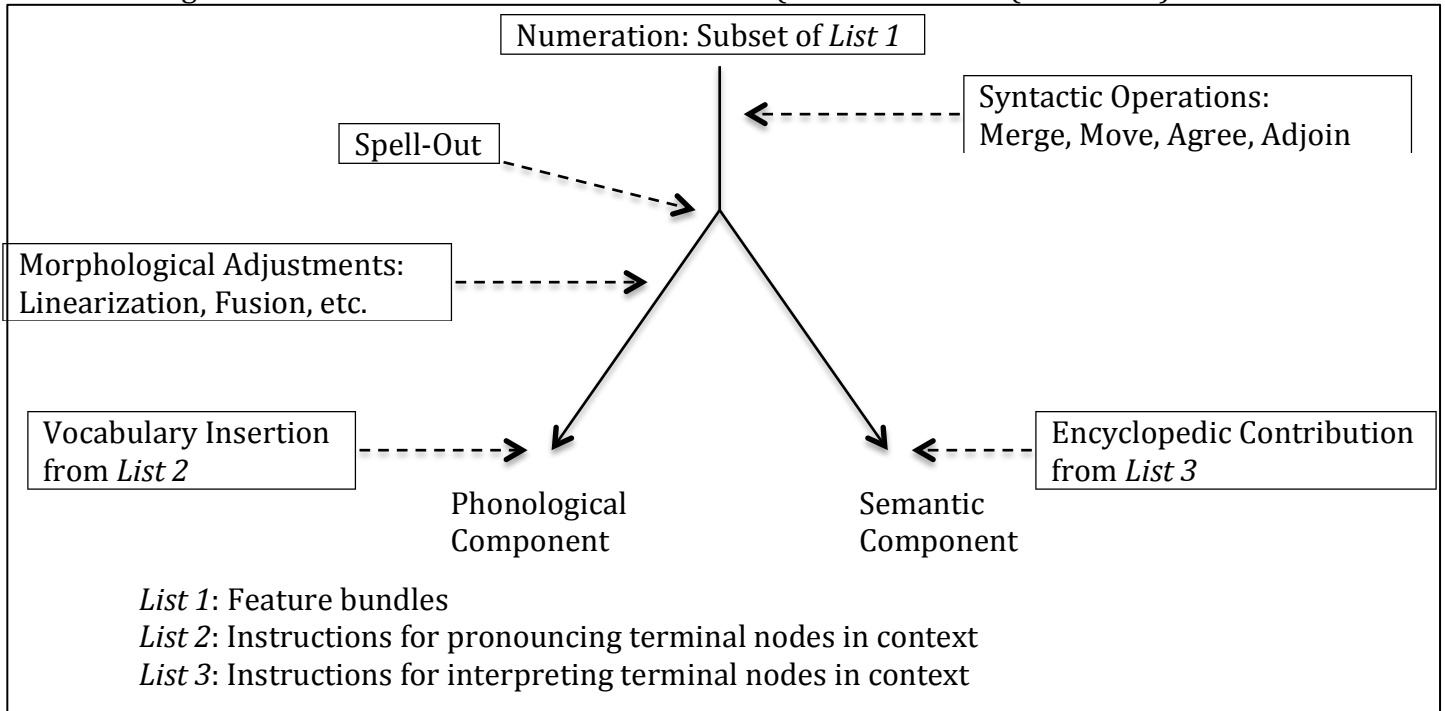 Numeration: Subset of List 1
Syntactic Operations:
Merge, Move, Agree, Adjoin
Spell-Out
Morphological Adjustments:
Linearization, Fusion, etc.
Vocabulary Insertion
from List 2
Encyclopedic Contribution
from List 3
Phonological
Component
Semantic
Component
List 1: Feature bundles
List 2: Instructions for pronouncing terminal nodes in context
List 3: Instructions for interpreting terminal nodes in context